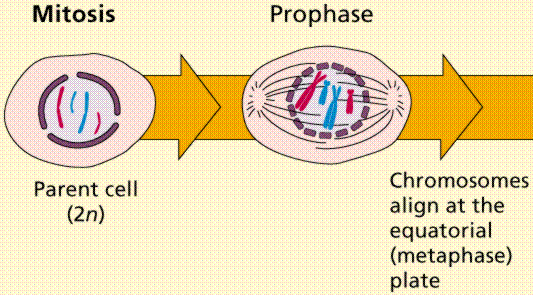 Mitosis
Prophase
Parent cell
(2n)
Chromosomes
align at the
equatorial
(metaphase)
plate